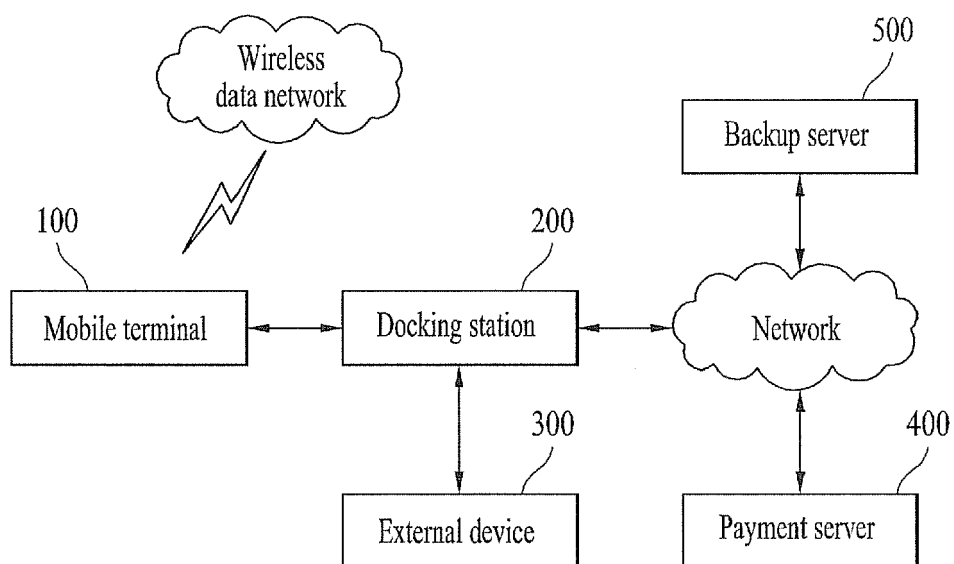 Wireless
data network
500
Backup server
100
200
Mobile terminal
Docking station
Network
300
400
External device
Payment server